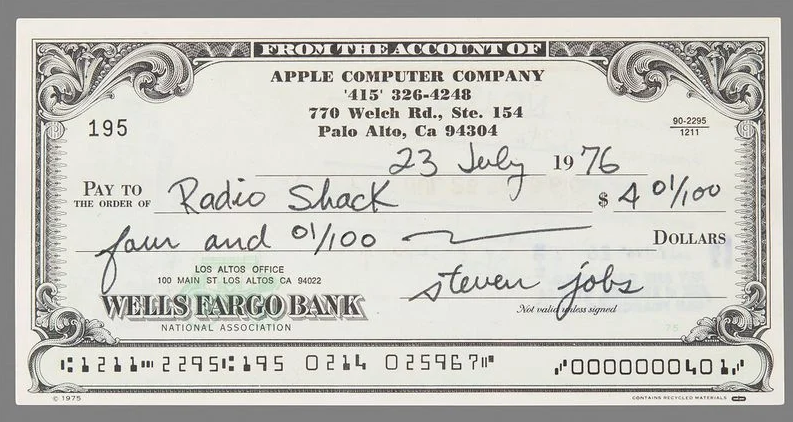 FROM THE ACCOUNT OF
APPLE COMPUTER COMPANY
'415' 326-4248
770 Welch Rd., Ste. 154
Palo Alto, Ca 94304
195
90-2295
1211
23 July 1976
PAY TO THE ORDER OF Radio Shack $ 4 01/100
four and 01/100 DOLLARS
LOS ALTOS OFFICE
100 MAIN ST LOS ALTOS CA 94022
WELLS FARGO BANK
NATIONAL ASSOCIATION
steven jobs
Not valid unless signed
75
⑆1211⑉2295⑆195 0214 025967⑈ ⑇0000000401⑇
© 1975
CONTAINS RECYCLED MATERIALS